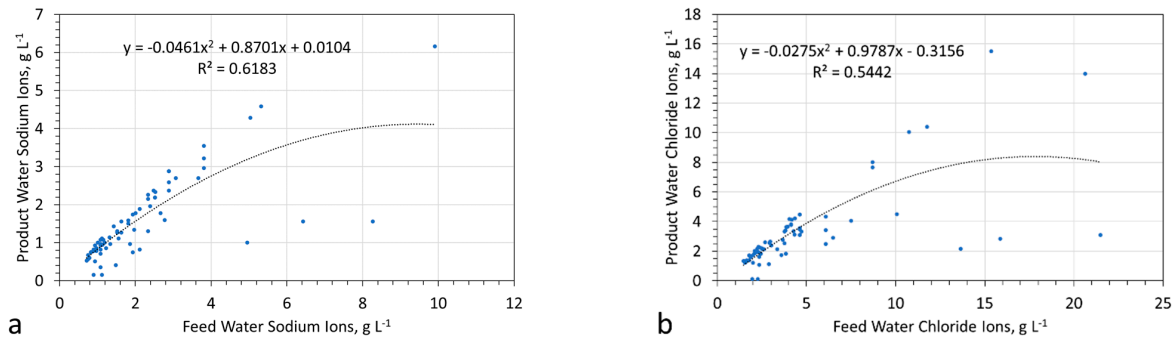 7
6
5
4
3
2
1
0
Product Water Sodium Ions, g L⁻¹
y = -0.0461x² + 0.8701x + 0.0104
R² = 0.6183
0 2 4 6 8 10 12
Feed Water Sodium Ions, g L⁻¹
a
18
16
14
12
10
8
6
4
2
0
Product Water Chloride Ions, g L⁻¹
y = -0.0275x² + 0.9787x - 0.3156
R² = 0.5442
0 5 10 15 20 25
Feed Water Chloride Ions, g L⁻¹
b